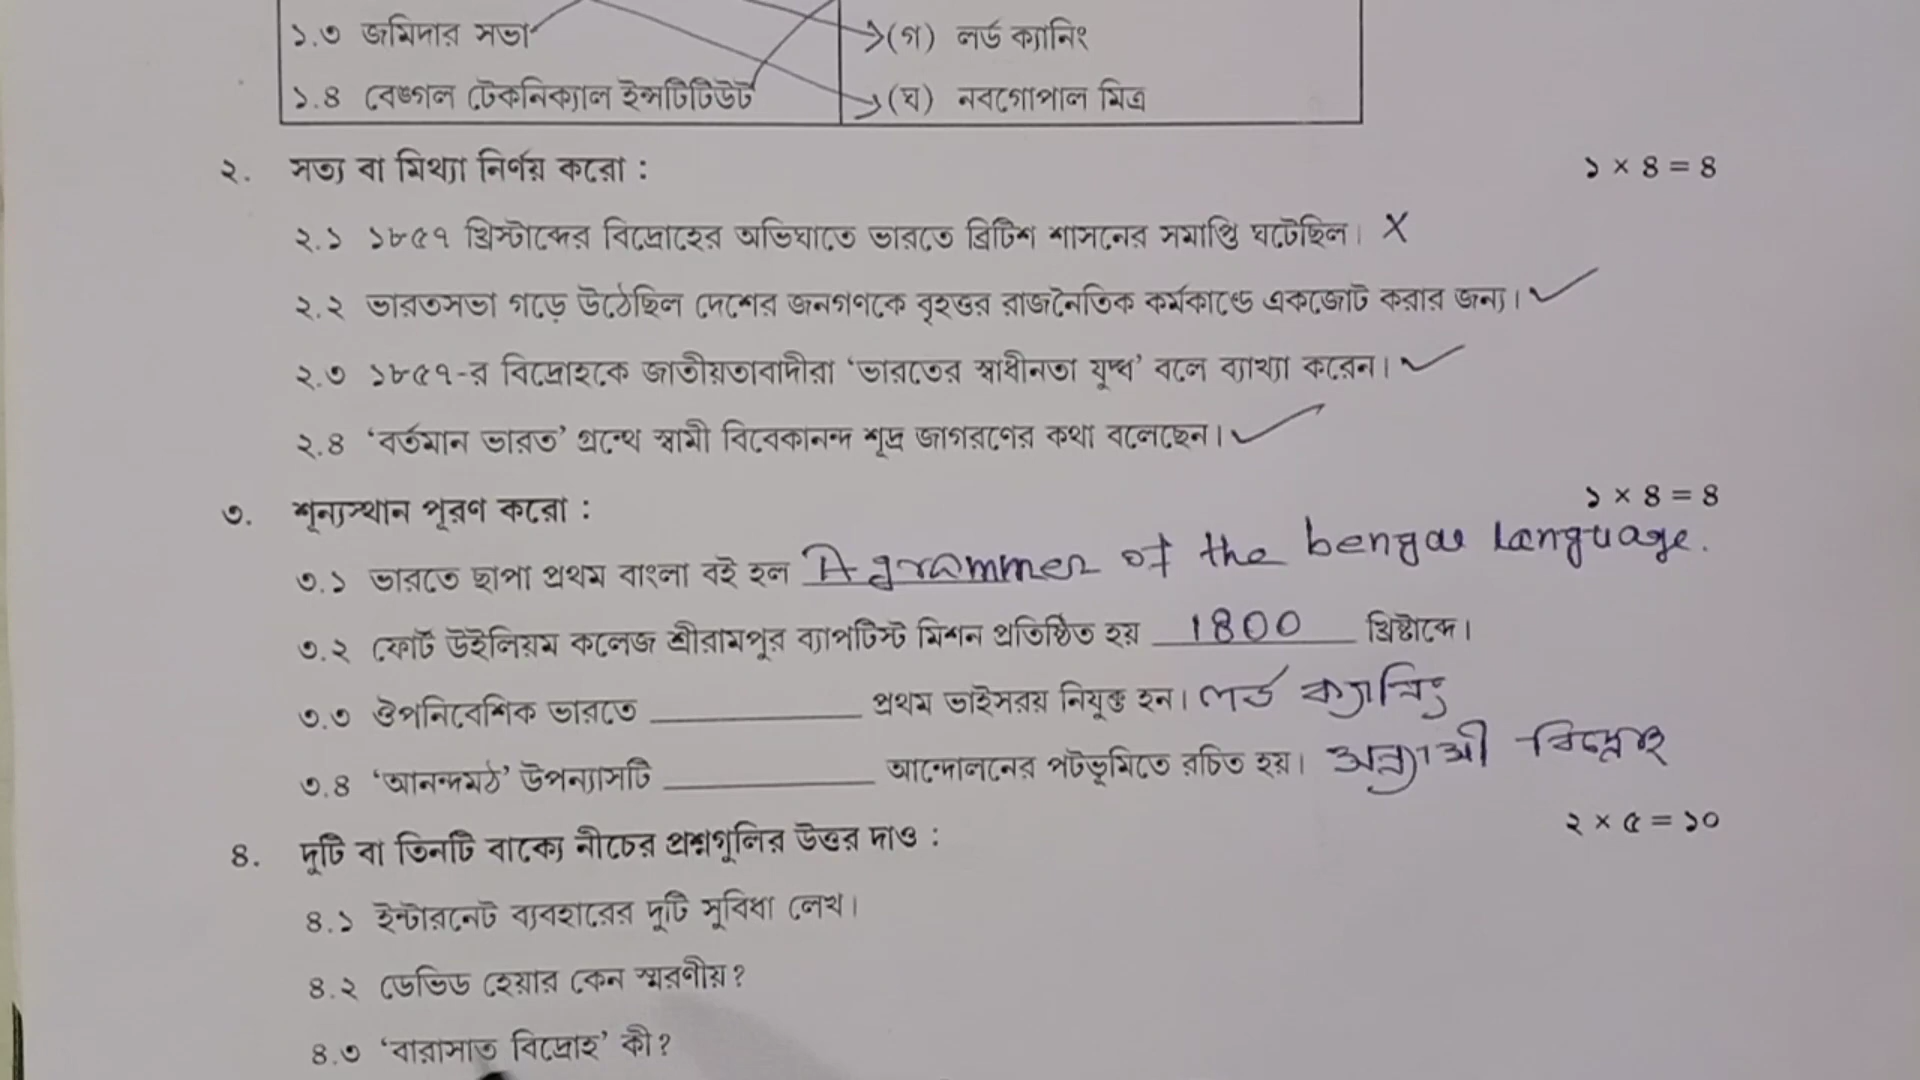 ১.৩ জমিদার সভা (গ) লর্ড ক্যানিং
১.৪ বেঙ্গল টেকনিক্যাল ইন্সটিটিউট (ঘ) নবগোপাল মিত্র
২. সত্য বা মিথ্যা নির্ণয় করো : ১ × ৪ = ৪
২.১ ১৮৫৭ খ্রিস্টাব্দের বিদ্রোহের অভিঘাতে ভারতে ব্রিটিশ শাসনের সমাপ্তি ঘটেছিল। X
২.২ ভারতসভা গড়ে উঠেছিল দেশের জনগণকে বৃহত্তর রাজনৈতিক কর্মকাণ্ডে একজোট করার জন্য। ✓
২.৩ ১৮৫৭-র বিদ্রোহকে জাতীয়তাবাদীরা ‘ভারতের স্বাধীনতা যুদ্ধ’ বলে ব্যাখ্যা করেন। ✓
২.৪ ‘বর্তমান ভারত’ গ্রন্থে স্বামী বিবেকানন্দ শূদ্র জাগরণের কথা বলেছেন। ✓
৩. শূন্যস্থান পূরণ করো : ১ × ৪ = ৪
৩.১ ভারতে ছাপা প্রথম বাংলা বই হল A grammer of the bengal Language.
৩.২ ফোর্ট উইলিয়ম কলেজ শ্রীরামপুর ব্যাপটিস্ট মিশন প্রতিষ্ঠিত হয় 1800 খ্রিষ্টাব্দে।
৩.৩ ঔপনিবেশিক ভারতে ____________ প্রথম ভাইসরয় নিযুক্ত হন। লর্ড ক্যানিং
৩.৪ ‘আনন্দমঠ’ উপন্যাসটি ____________ আন্দোলনের পটভূমিতে রচিত হয়। সন্ন্যাসী বিদ্রোহ
৪. দুটি বা তিনটি বাক্যে নীচের প্রশ্নগুলির উত্তর দাও : ২ × ৫ = ১০
৪.১ ইন্টারনেট ব্যবহারের দুটি সুবিধা লেখ।
৪.২ ডেভিড হেয়ার কেন স্মরণীয়?
৪.৩ ‘বারাসাত বিদ্রোহ’ কী?